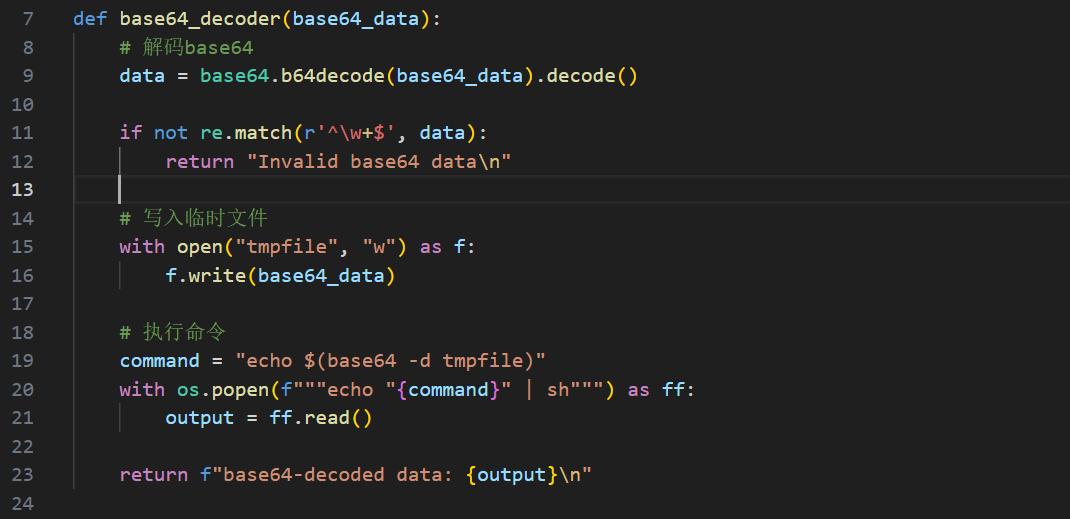 7 def base64_decoder(base64_data):
8     # 解码base64
9     data = base64.b64decode(base64_data).decode()
10
11     if not re.match(r'^\w+$', data):
12         return "Invalid base64 data\n"
13
14     # 写入临时文件
15     with open("tmpfile", "w") as f:
16         f.write(base64_data)
17
18     # 执行命令
19     command = "echo $(base64 -d tmpfile)"
20     with os.popen(f"""echo "{command}" | sh""") as ff:
21         output = ff.read()
22
23     return f"base64-decoded data: {output}\n"
24